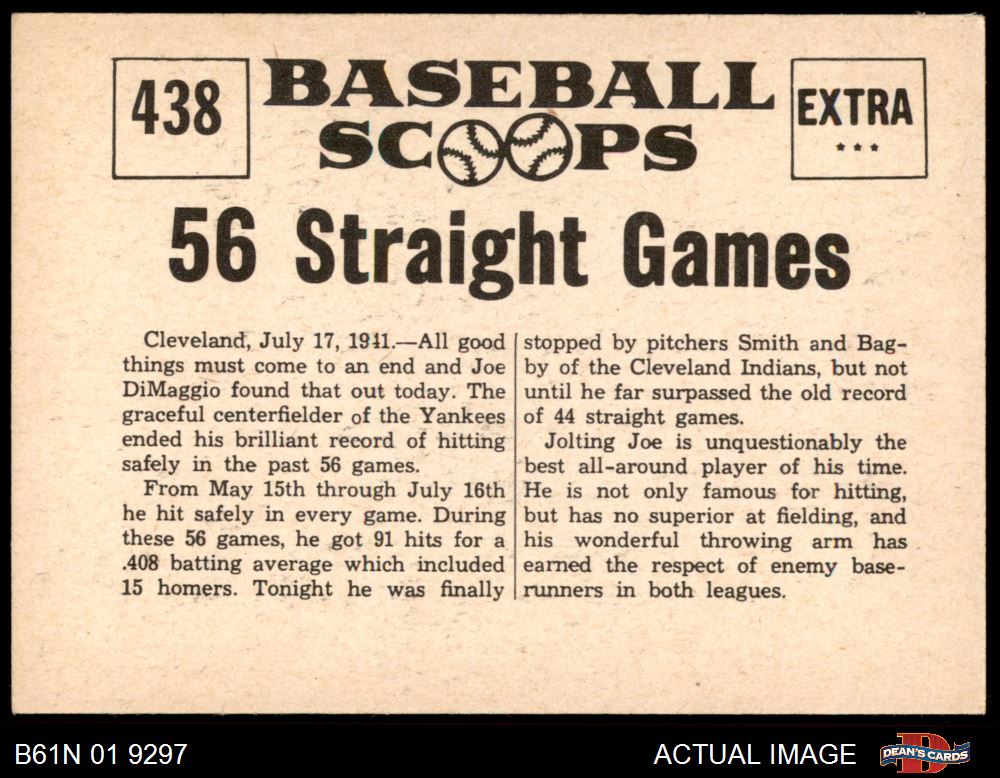 438
BASEBALL
SCOOPS
EXTRA
***
56 Straight Games
Cleveland, July 17, 1941.—All good
things must come to an end and Joe
DiMaggio found that out today. The
graceful centerfielder of the Yankees
ended his brilliant record of hitting
safely in the past 56 games.
From May 15th through July 16th
he hit safely in every game. During
these 56 games, he got 91 hits for a
.408 batting average which included
15 homers. Tonight he was finally
stopped by pitchers Smith and Bag-
by of the Cleveland Indians, but not
until he far surpassed the old record
of 44 straight games.
Jolting Joe is unquestionably the
best all-around player of his time.
He is not only famous for hitting,
but has no superior at fielding, and
his wonderful throwing arm has
earned the respect of enemy base-
runners in both leagues.
B61N 01 9297
ACTUAL IMAGE
D
DEAN'S CARDS